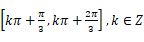 [kπ + π/3, kπ + 2π/3], k ∈ Z